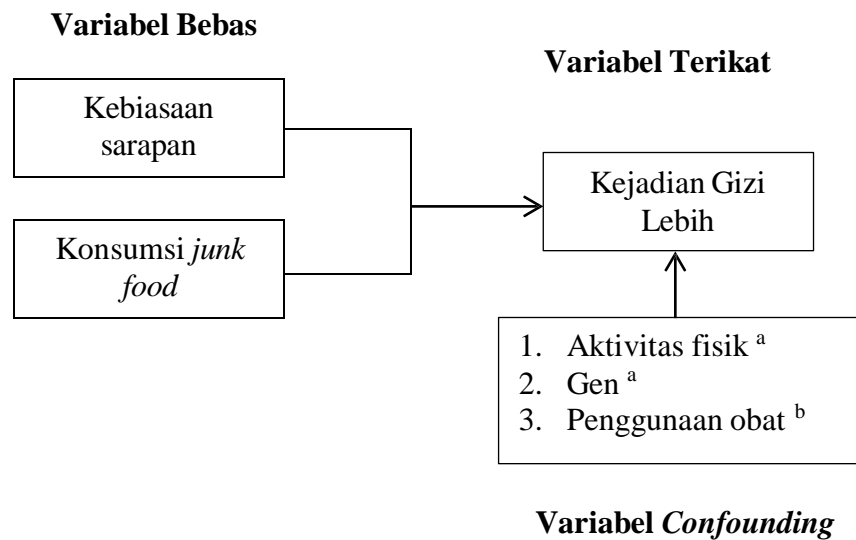 Variabel Bebas
Variabel Terikat
Kebiasaan
sarapan
Kejadian Gizi
Lebih
Konsumsi junk
food
1. Aktivitas fisik ᵃ
2. Gen ᵃ
3. Penggunaan obat ᵇ
Variabel Confounding